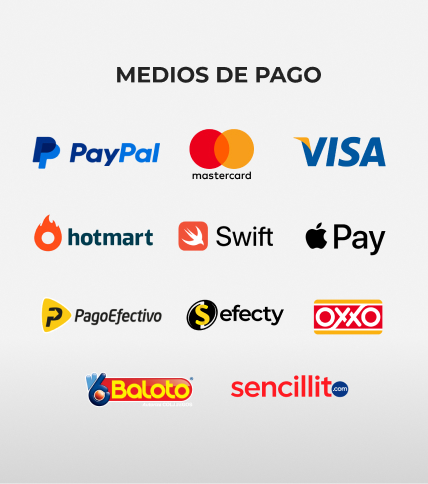 MEDIOS DE PAGO
PayPal
mastercard
VISA
hotmart
Swift
Pay
PagoEfectivo
efecty
OXXO
Baloto
sencillito.com